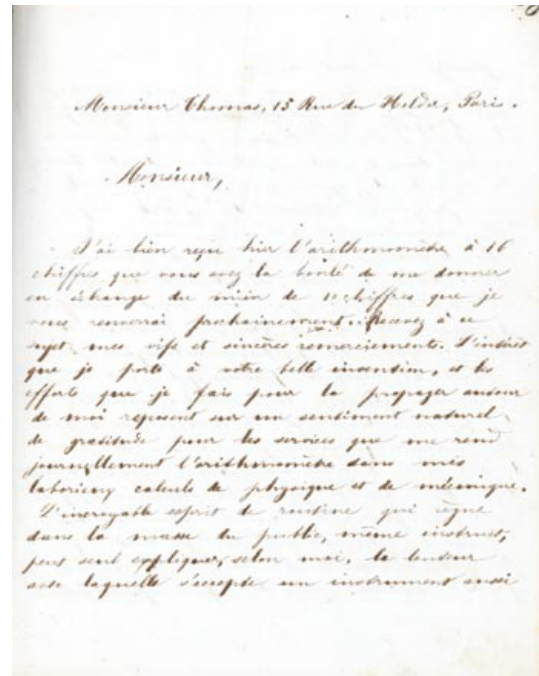 Monsieur Thomas, 13 Rue du Helder, Paris.
Monsieur,
J'ai bien reçu hier l'arithmomètre à 16
chiffres que vous avez la bonté de me donner
en échange du mien de 10 chiffres que je
vous renverrai prochainement. Recevez à ce
sujet mes vifs et sincères remerciements. L'intérêt
que je porte à votre belle invention, et les
efforts que je fais pour la propager autour
de moi reposent sur un sentiment naturel
de gratitude pour les services que me rend
journellement l'arithmomètre dans mes
laborieux calculs de physique et de mécanique.
L'incroyable esprit de routine qui règne
dans la masse du public, même instruit,
peut seul expliquer, selon moi, la lenteur
avec laquelle s'accepte un instrument aussi